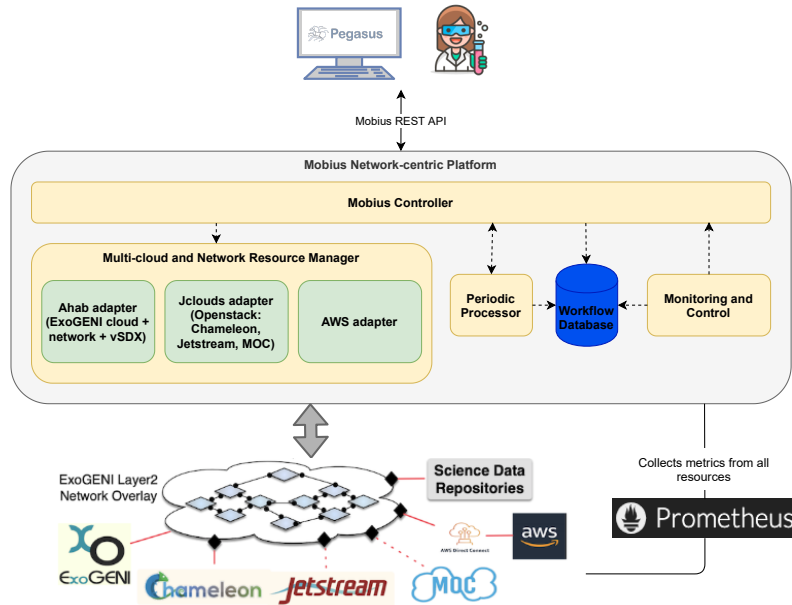 Pegasus
Mobius REST API
Mobius Network-centric Platform
Mobius Controller
Multi-cloud and Network Resource Manager
Ahab adapter
(ExoGENI cloud +
network + vSDX)
Jclouds adapter
(Openstack:
Chameleon,
Jetstream, MOC)
AWS adapter
Periodic
Processor
Workflow
Database
Monitoring and
Control
ExoGENI Layer2
Network Overlay
Science Data
Repositories
Collects metrics from all
resources
Prometheus
AWS Direct Connect
aws
ExoGENI
Chameleon
Jetstream
MOC